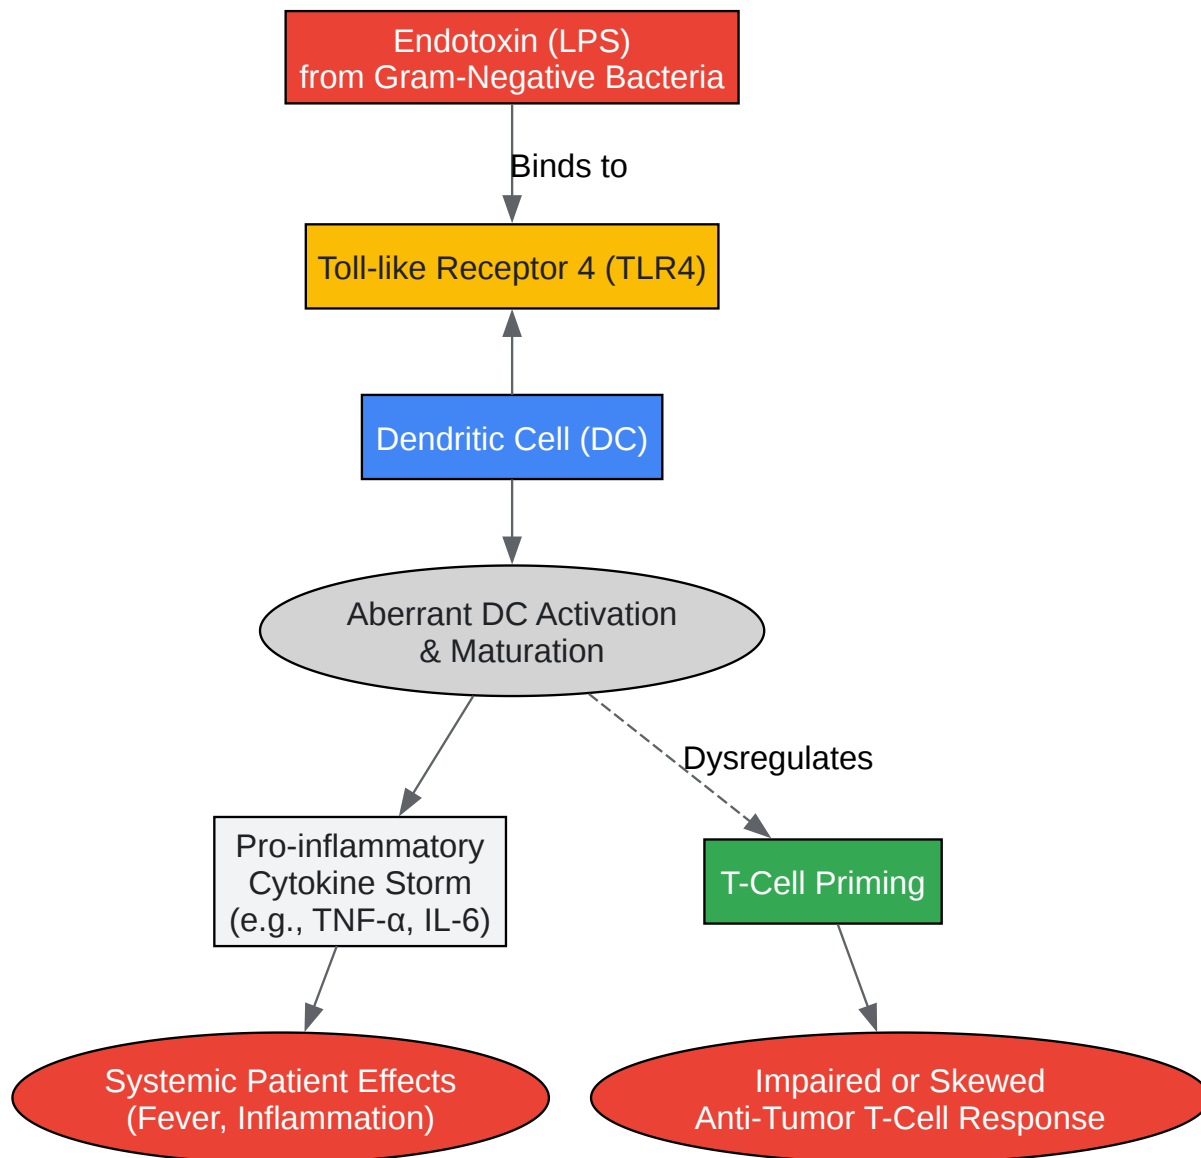 Endotoxin (LPS)
from Gram-Negative Bacteria
Binds to
Toll-like Receptor 4 (TLR4)
Dendritic Cell (DC)
Aberrant DC Activation
& Maturation
Dysregulates
Pro-inflammatory
Cytokine Storm
(e.g., TNF-α, IL-6)
T-Cell Priming
Systemic Patient Effects
(Fever, Inflammation)
Impaired or Skewed
Anti-Tumor T-Cell Response